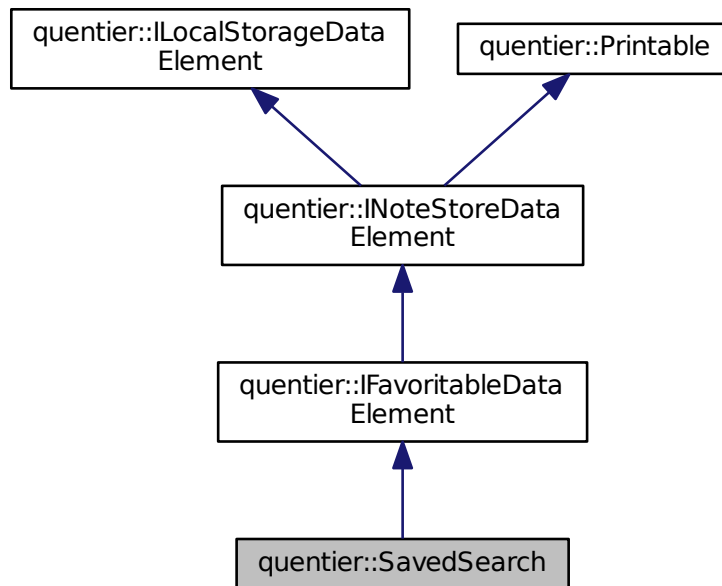 quentier::ILocalStorageData
Element
quentier::Printable
quentier::INoteStoreData
Element
quentier::IFavoritableData
Element
quentier::SavedSearch